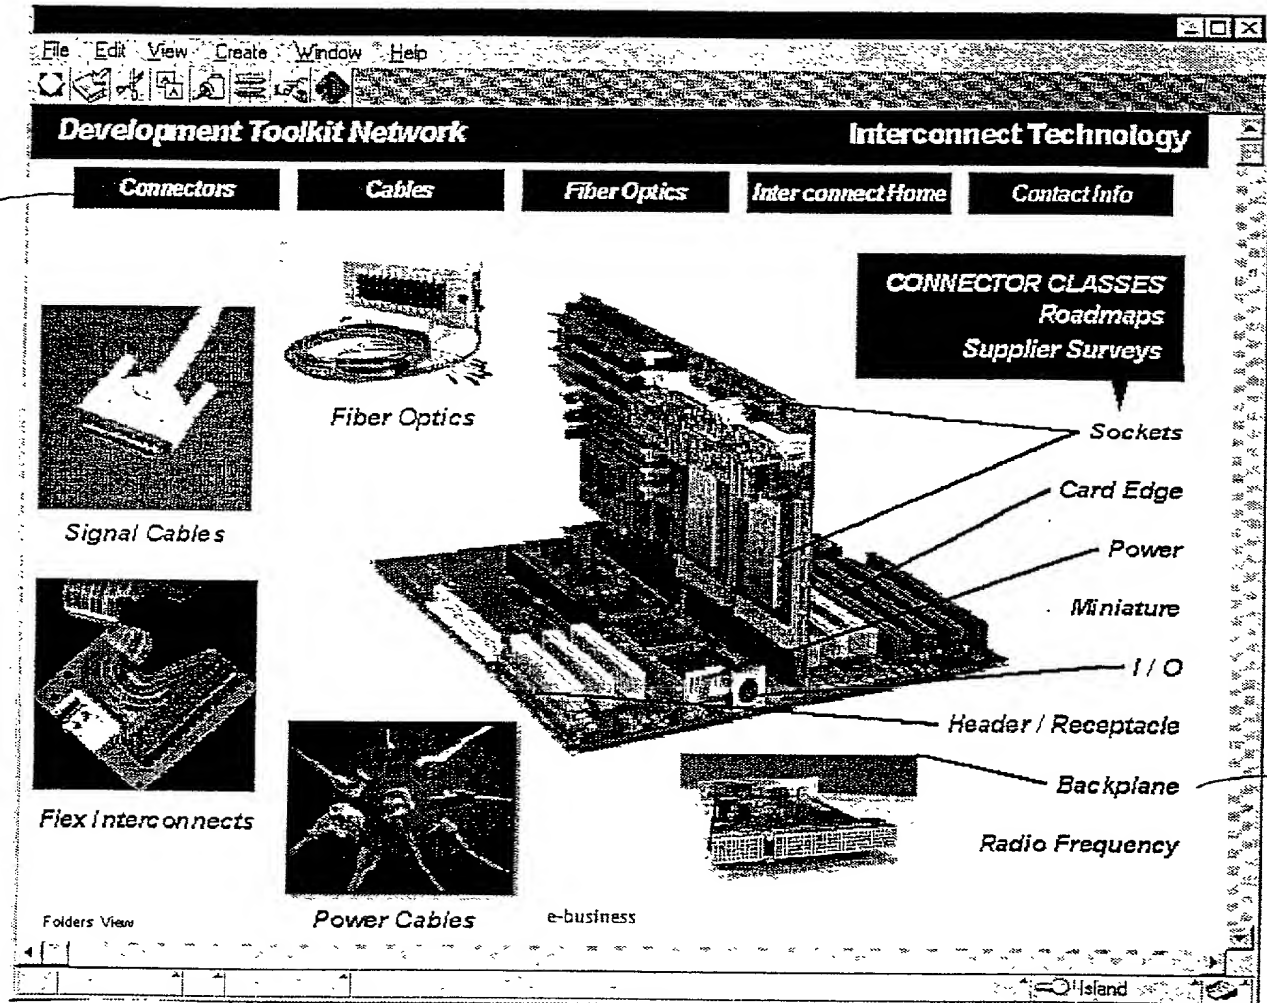 File Edit View Create Window Help
Development Toolkit Network
Interconnect Technology
Connectors
Cables
Fiber Optics
Interconnect Home
Contact Info
CONNECTOR CLASSES
Roadmaps
Supplier Surveys
Fiber Optics
Sockets
Card Edge
Signal Cables
Power
Miniature
I / O
Header / Receptacle
Backplane
Flex Interconnects
Radio Frequency
Folders View
Power Cables
e-business
Island